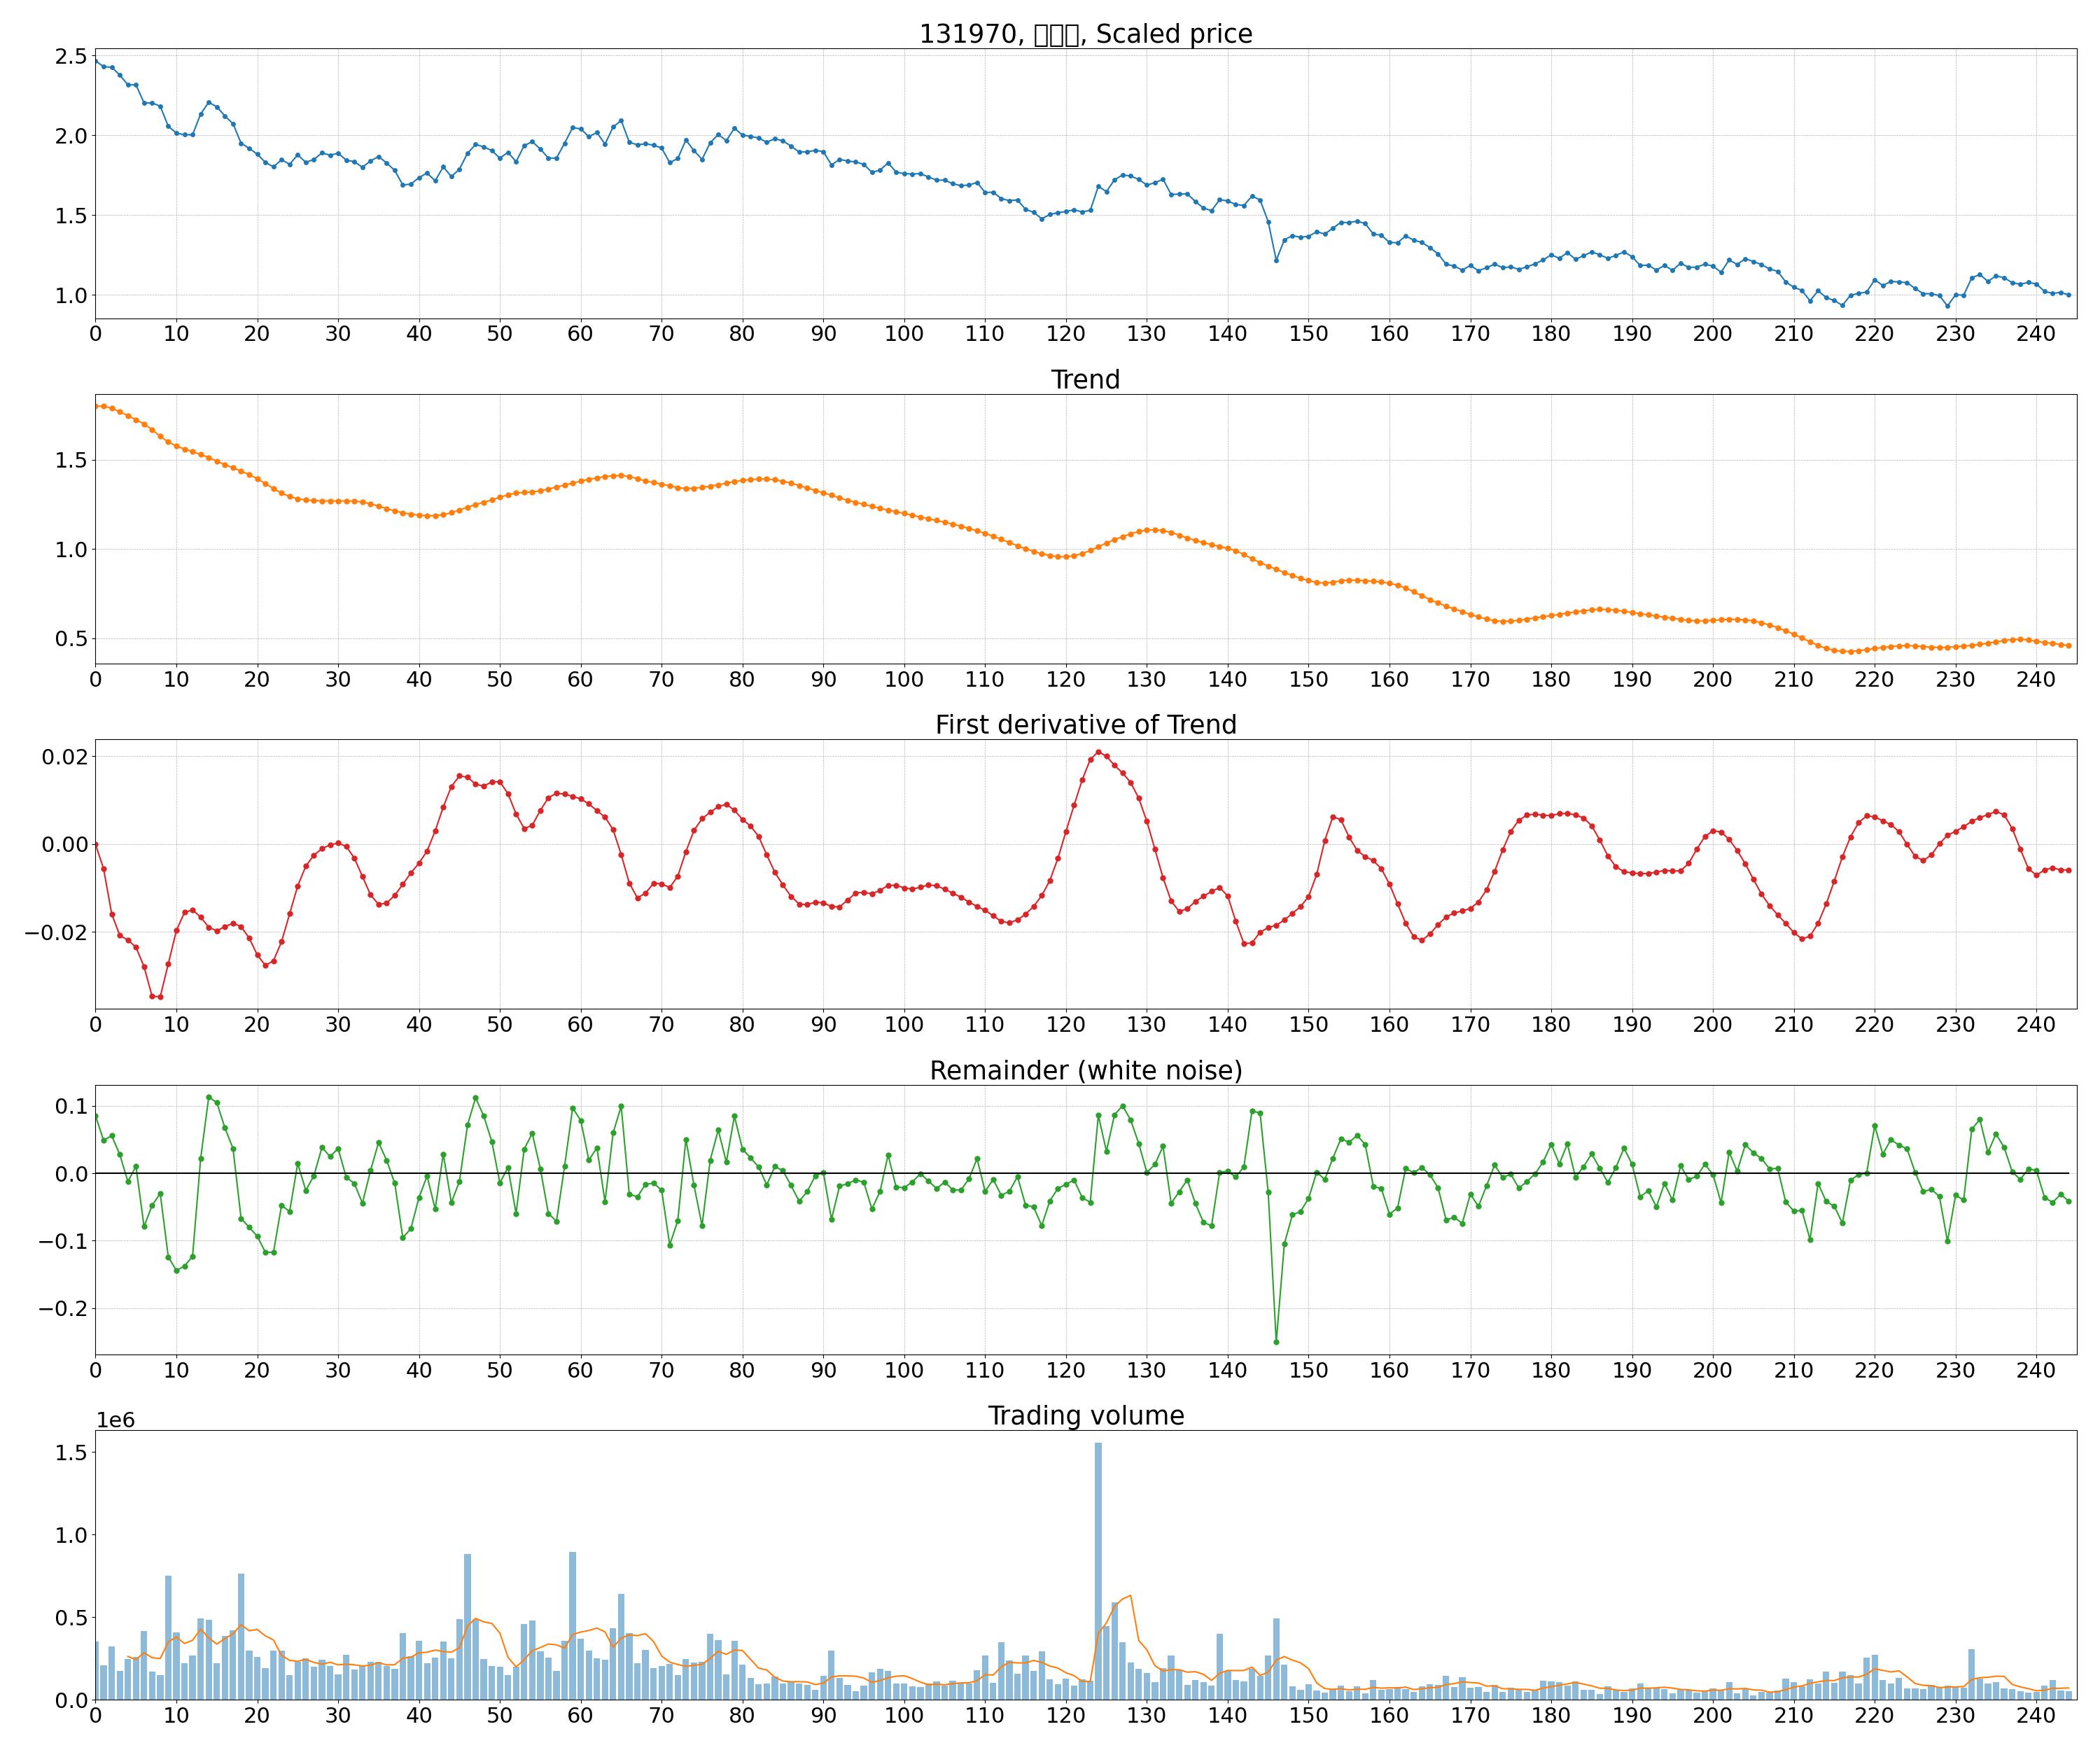 131970, □□□, Scaled price
2.5
2.0
1.5
1.0
0 10 20 30 40 50 60 70 80 90 100 110 120 130 140 150 160 170 180 190 200 210 220 230 240
Trend
1.5
1.0
0.5
0 10 20 30 40 50 60 70 80 90 100 110 120 130 140 150 160 170 180 190 200 210 220 230 240
First derivative of Trend
0.02
0.00
−0.02
0 10 20 30 40 50 60 70 80 90 100 110 120 130 140 150 160 170 180 190 200 210 220 230 240
Remainder (white noise)
0.1
0.0
−0.1
−0.2
0 10 20 30 40 50 60 70 80 90 100 110 120 130 140 150 160 170 180 190 200 210 220 230 240
Trading volume
1e6
1.5
1.0
0.5
0.0
0 10 20 30 40 50 60 70 80 90 100 110 120 130 140 150 160 170 180 190 200 210 220 230 240